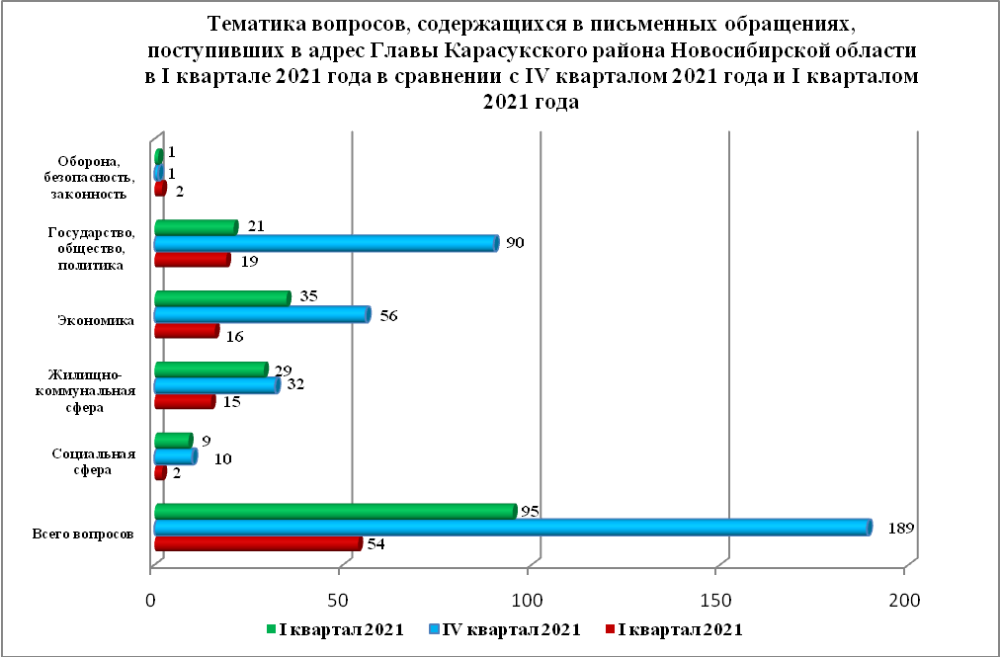 Тематика вопросов, содержащихся в письменных обращениях,
поступивших в адрес Главы Карасукского района Новосибирской области
в I квартале 2021 года в сравнении с IV кварталом 2021 года и I кварталом
2021 года
Оборона,
безопасность,
законность
1
1
2
Государство,
общество,
политика
21
90
19
Экономика
35
56
16
Жилищно-
коммунальная
сфера
29
32
15
Социальная
сфера
9
10
2
Всего вопросов
95
189
54
0 50 100 150 200
I квартал 2021 IV квартал 2021 I квартал 2021